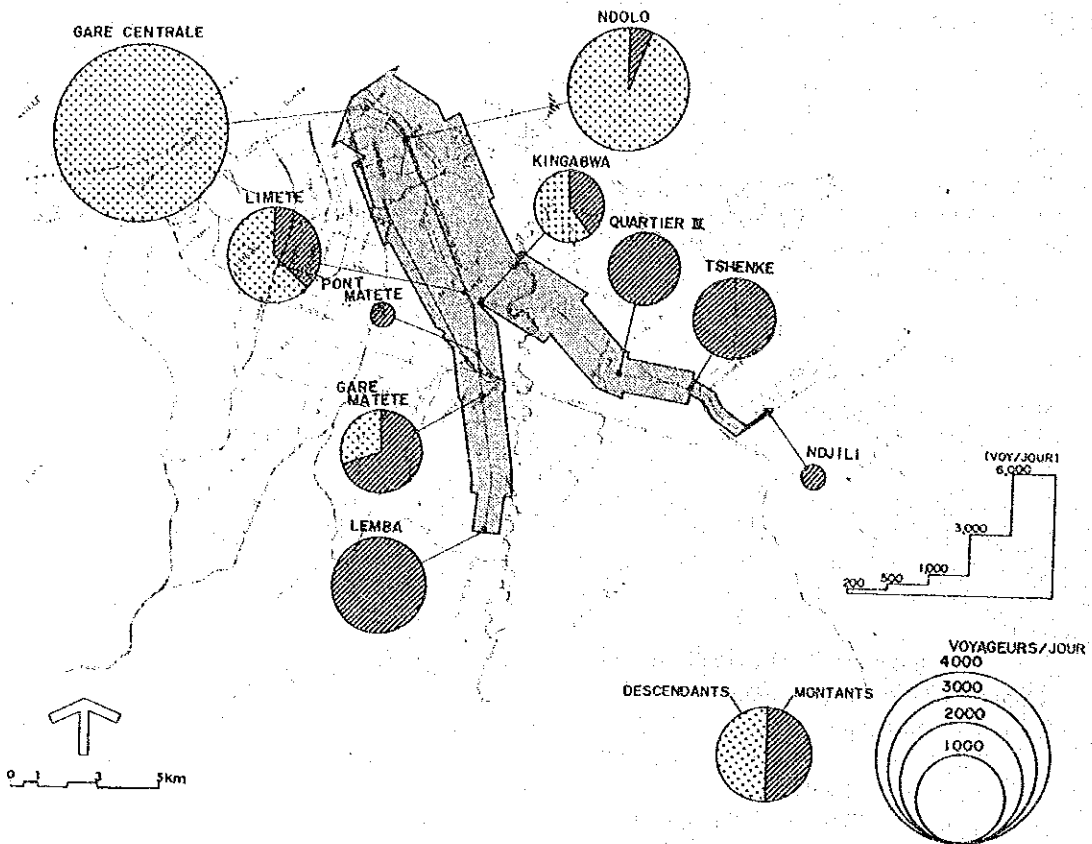 GARE CENTRALE
NDOLO
KINGABWA
LIMETE
QUARTIER IX
TSHENKE
PONT
MATETE
GARE
MATETE
NDJILI
LEMBA
(VOY/JOUR)
6,000
3,000
1,000
500
200
VOYAGEURS/JOUR
4000
3000
2000
1000
DESCENDANTS
MONTANTS
0 1 3 5km